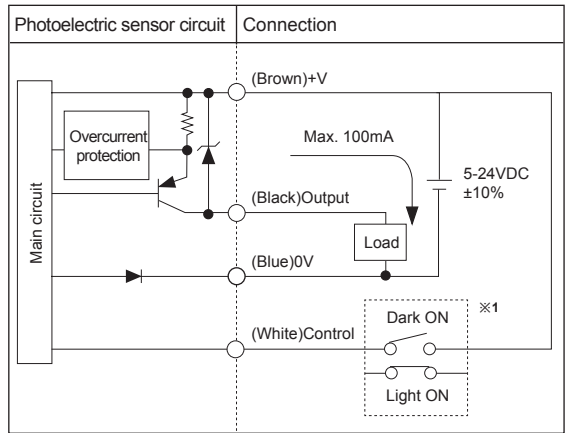 Photoelectric sensor circuit
Connection
(Brown)+V
Overcurrent
protection
Max. 100mA
5-24VDC
±10%
(Black)Output
Main circuit
Load
(Blue)0V
Dark ON
※1
(White)Control
Light ON